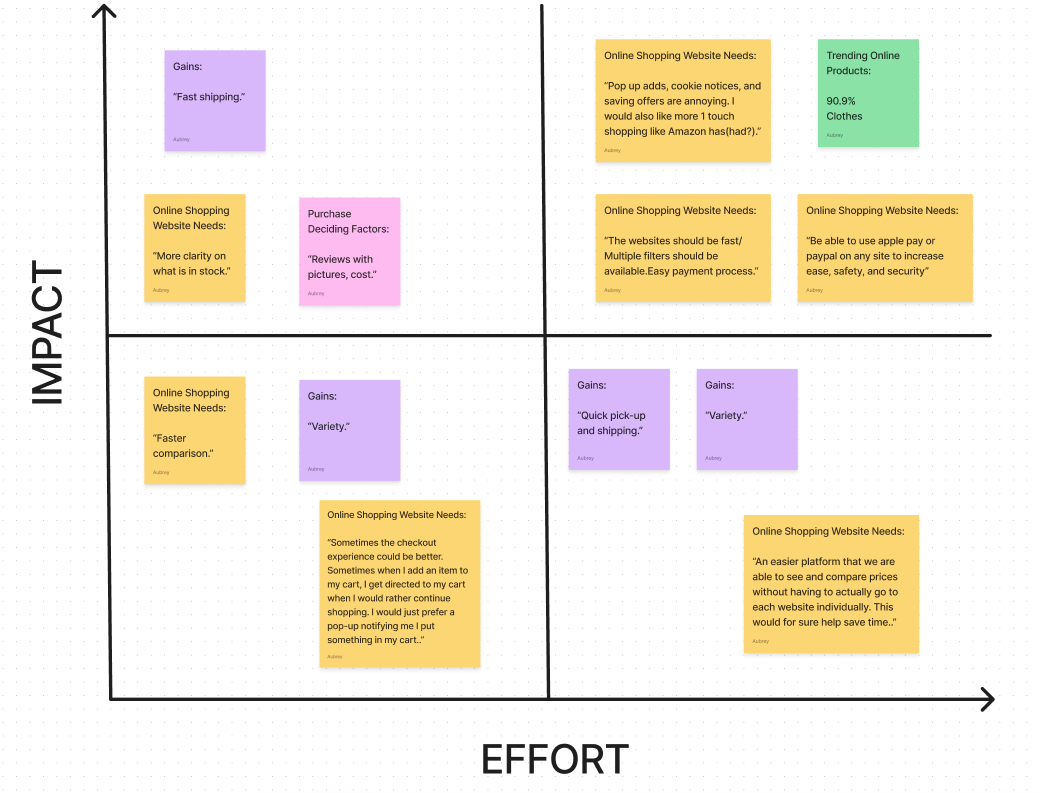 Gains:
“Fast shipping.”
Aubrey
Online Shopping Website Needs:
“Pop up adds, cookie notices, and
saving offers are annoying. I
would also like more 1 touch
shopping like Amazon has(had?).”
Aubrey
Trending Online
Products:
90.9%
Clothes
Aubrey
Online Shopping
Website Needs:
“More clarity on
what is in stock.”
Aubrey
Purchase
Deciding Factors:
“Reviews with
pictures, cost.”
Aubrey
Online Shopping Website Needs:
“The websites should be fast/
Multiple filters should be
available.Easy payment process.”
Aubrey
Online Shopping Website Needs:
“Be able to use apple pay or
paypal on any site to increase
ease, safety, and security”
Aubrey
IMPACT
Online Shopping
Website Needs:
“Faster
comparison.”
Aubrey
Gains:
“Variety.”
Aubrey
Gains:
“Quick pick-up
and shipping.”
Aubrey
Gains:
“Variety.”
Aubrey
Online Shopping Website Needs:
“Sometimes the checkout
experience could be better.
Sometimes when I add an item to
my cart, I get directed to my cart
when I would rather continue
shopping. I would just prefer a
pop-up notifying me I put
something in my cart..”
Aubrey
Online Shopping Website Needs:
“An easier platform that we are
able to see and compare prices
without having to actually go to
each website individually. This
would for sure help save time..”
Aubrey
EFFORT